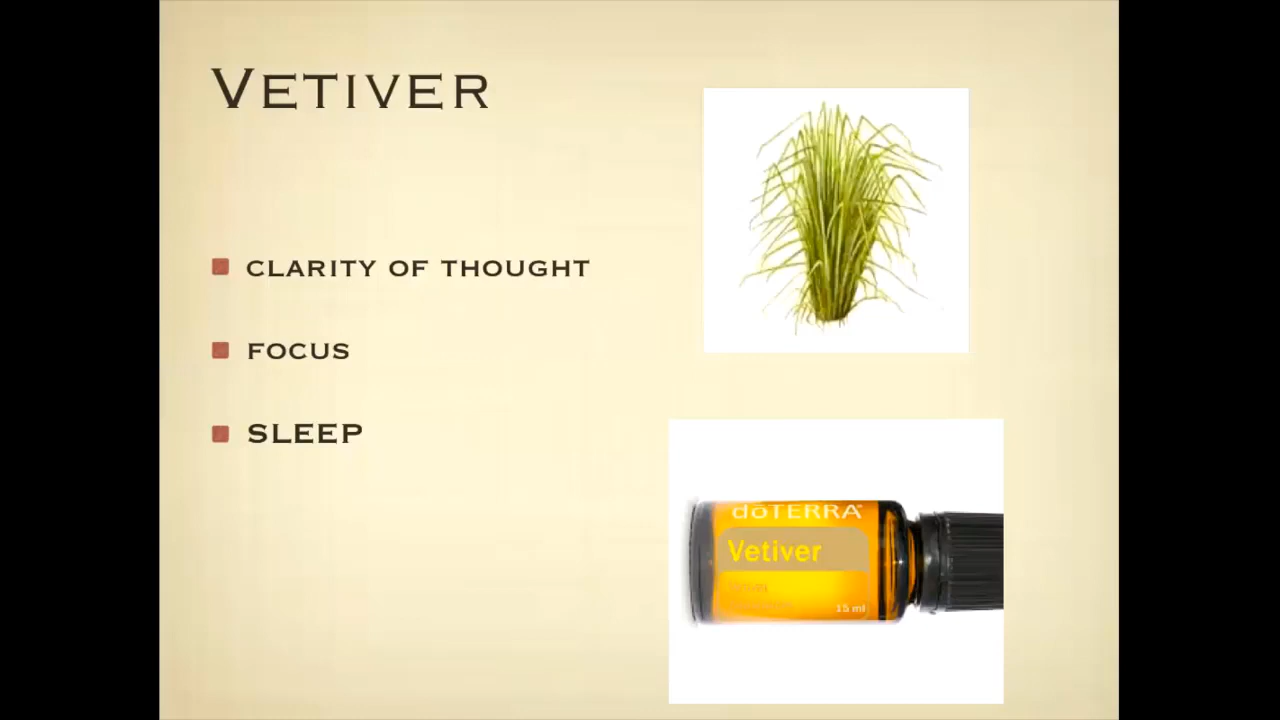 VETIVER
CLARITY OF THOUGHT
FOCUS
SLEEP
dōTERRA
Vetiver
15 ml